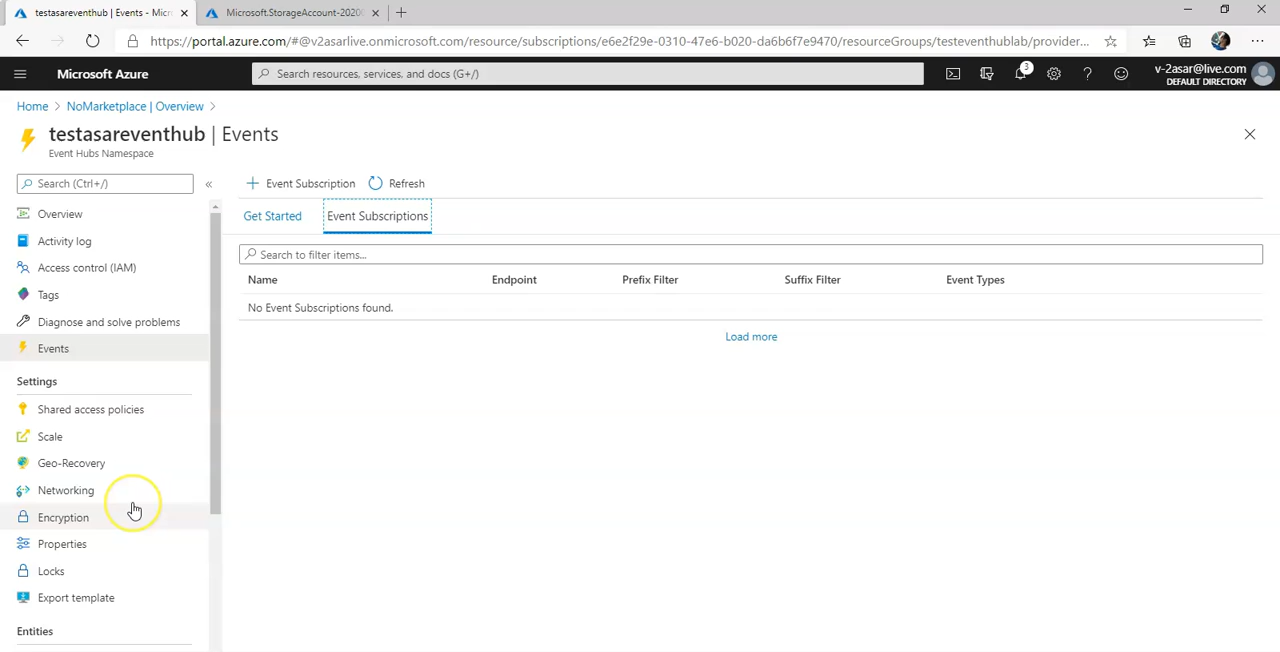 testasareventhub | Events - Micr
Microsoft.StorageAccount-2020
https://portal.azure.com/#@v2asarlive.onmicrosoft.com/resource/subscriptions/e6e2f29e-0310-47e6-b020-da6b6f7e9470/resourceGroups/testeventhublab/provider...
Microsoft Azure
Search resources, services, and docs (G+/)
3
v-2asar@live.com
DEFAULT DIRECTORY
Home > NoMarketplace | Overview >
testasareventhub | Events
Event Hubs Namespace
Search (Ctrl+/)
«
Overview
Activity log
Access control (IAM)
Tags
Diagnose and solve problems
Events
Settings
Shared access policies
Scale
Geo-Recovery
Networking
Encryption
Properties
Locks
Export template
Entities
+ Event Subscription Refresh
Get Started Event Subscriptions
Search to filter items...
Name Endpoint Prefix Filter Suffix Filter Event Types
No Event Subscriptions found.
Load more